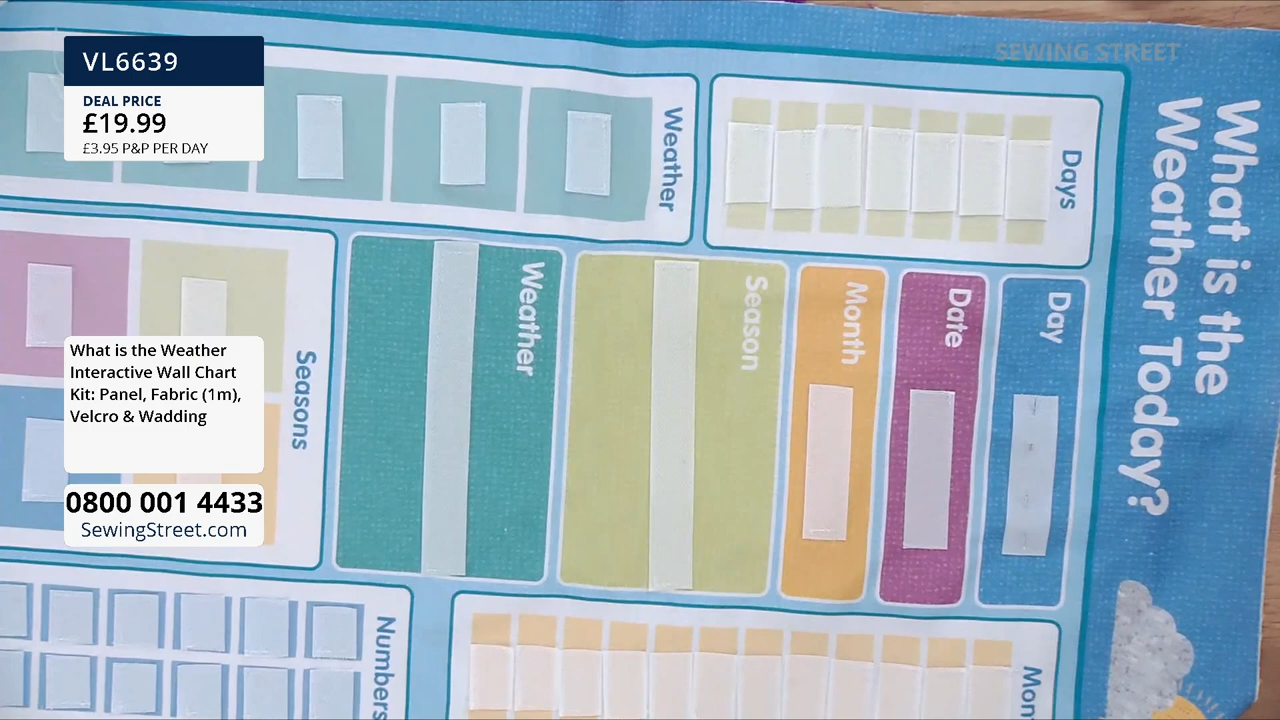 VL6639
DEAL PRICE
£19.99
£3.95 P&P PER DAY
What is the Weather
Interactive Wall Chart
Kit: Panel, Fabric (1m),
Velcro & Wadding
0800 001 4433
SewingStreet.com
SEWING STREET
What is the
Weather Today?
Days
Weather
Day
Date
Month
Season
Weather
Seasons
Numbers